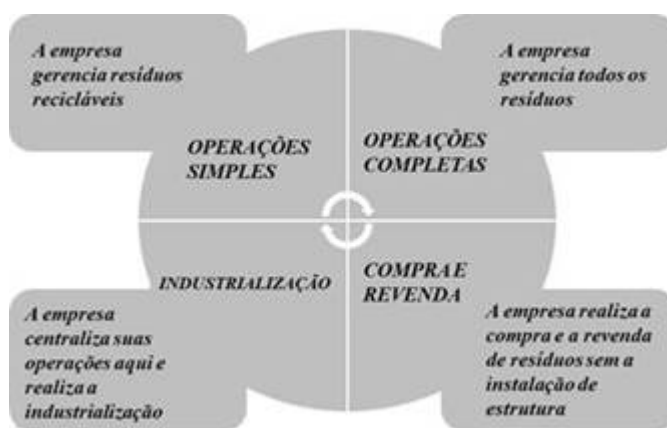 A empresa
gerencia resíduos
recicláveis
A empresa
gerencia todos os
resíduos
OPERAÇÕES
SIMPLES
OPERAÇÕES
COMPLETAS
INDUSTRIALIZAÇÃO
COMPRA E
REVENDA
A empresa
centraliza suas
operações aqui e
realiza a
industrialização
A empresa realiza a
compra e a revenda
de resíduos sem a
instalação de
estrutura